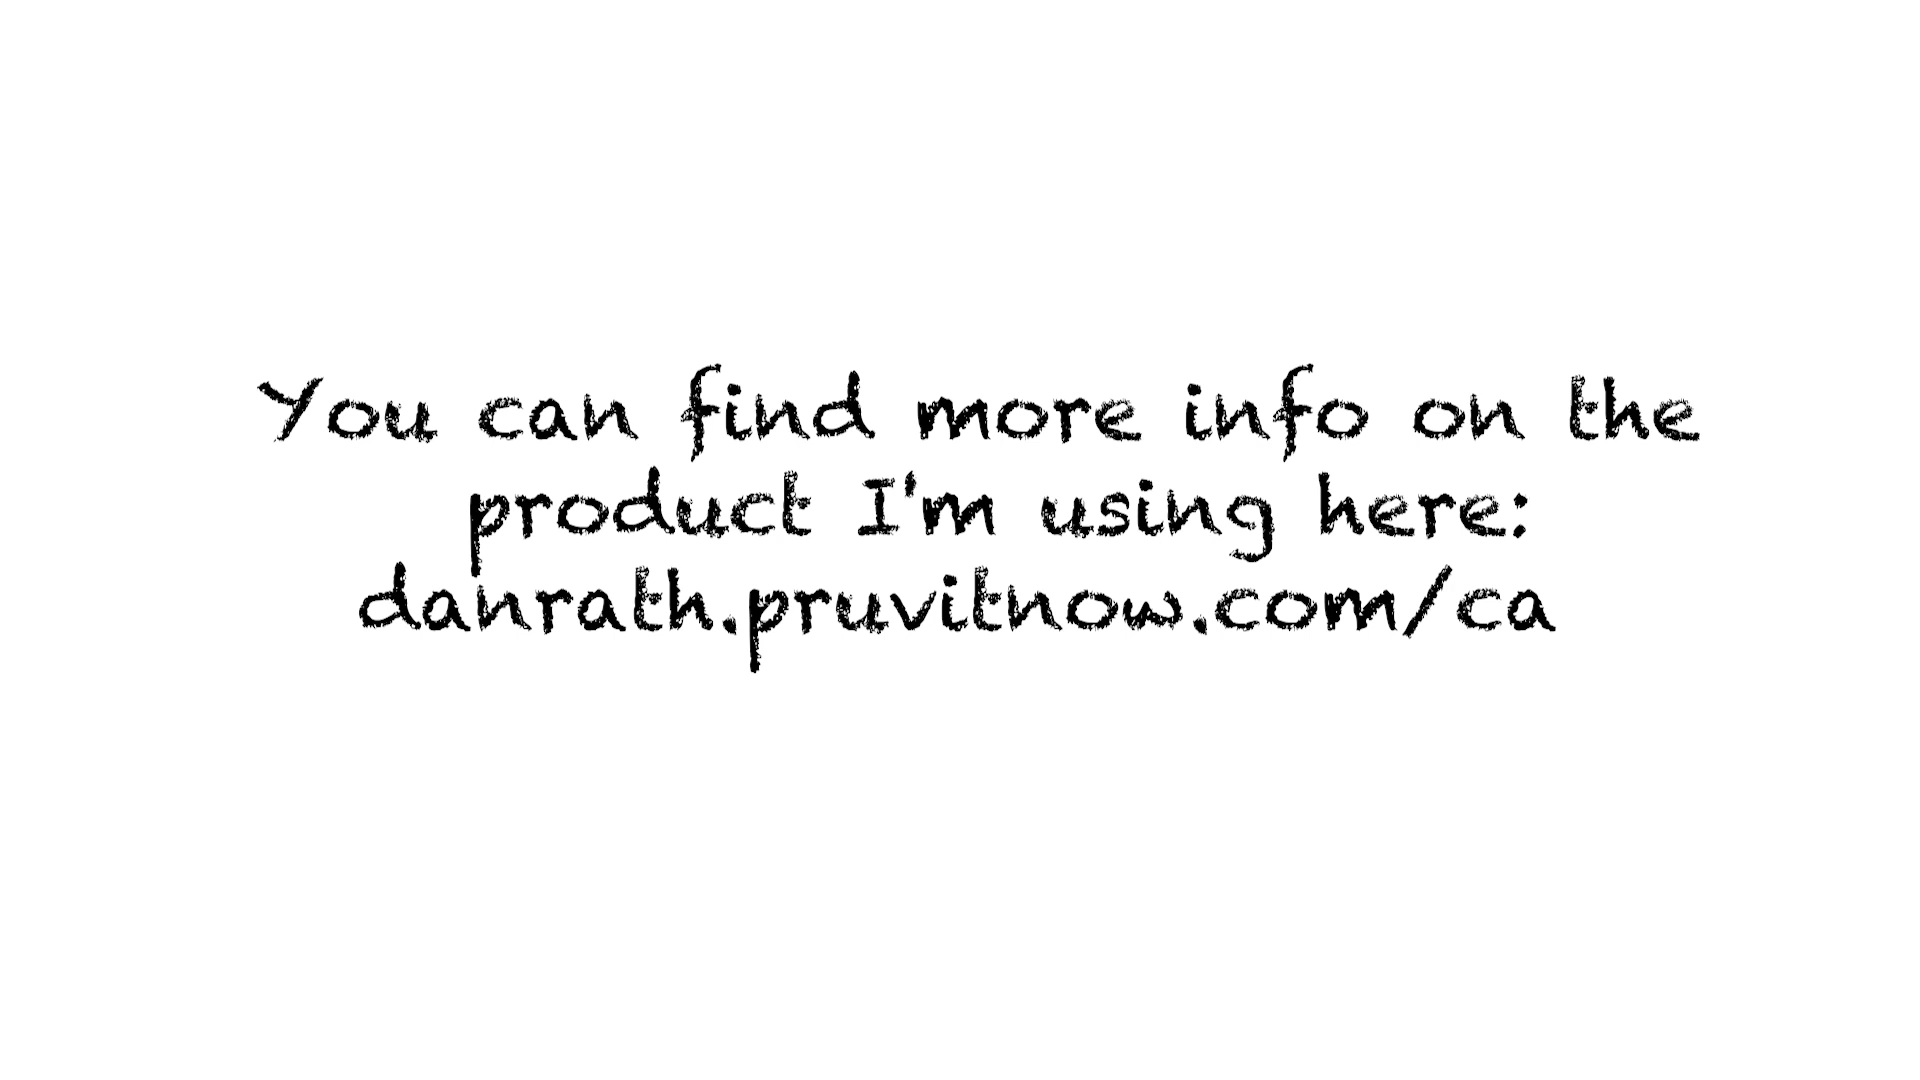 You can find more info on the
product I'm using here:
danrath.pruvitnow.com/ca